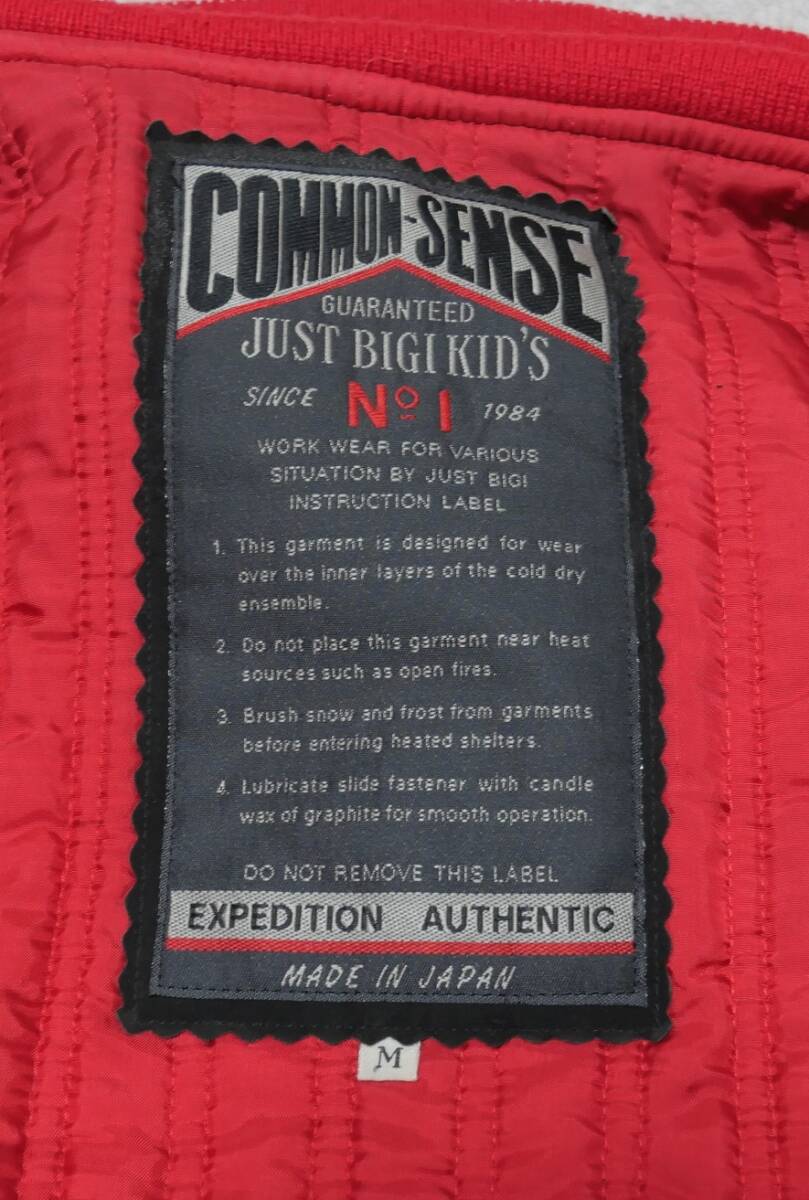 COMMON-SENSE
GUARANTEED
JUST BIGI KID'S
SINCE No 1 1984
WORK WEAR FOR VARIOUS
SITUATION BY JUST BIGI
INSTRUCTION LABEL
1. This garment is designed for wear
over the inner layers of the cold dry
ensemble.
2. Do not place this garment near heat
sources such as open fires.
3. Brush snow and frost from garments
before entering heated shelters.
4. Lubricate slide fastener with candle
wax of graphite for smooth operation.
DO NOT REMOVE THIS LABEL
EXPEDITION AUTHENTIC
MADE IN JAPAN
M